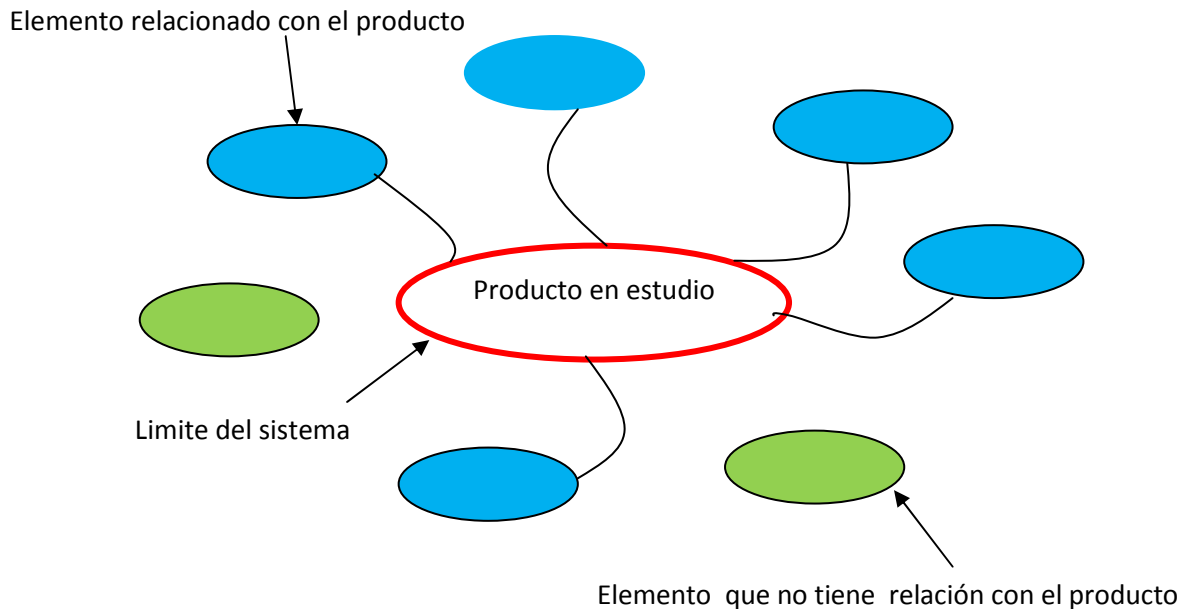 Elemento relacionado con el producto
Producto en estudio
Limite del sistema
Elemento que no tiene relación con el producto